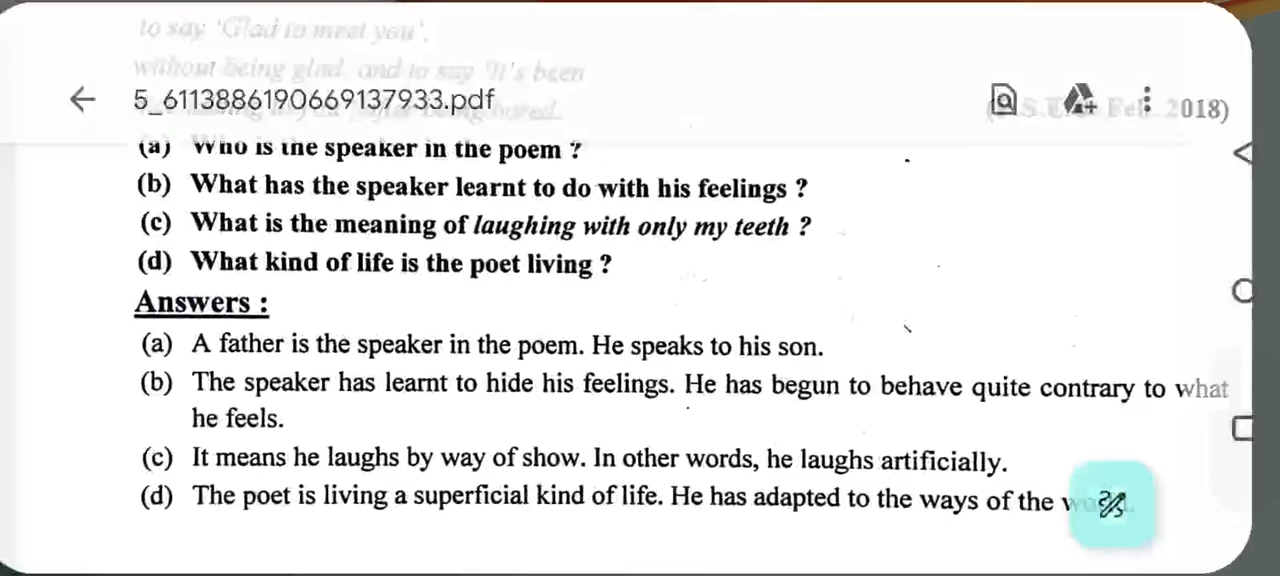 to say 'Glad to meet you',
without being glad, and to say 'It's been
5_6113886190669137933.pdf
bored.
2018)
(a) Who is the speaker in the poem ?
(b) What has the speaker learnt to do with his feelings ?
(c) What is the meaning of laughing with only my teeth ?
(d) What kind of life is the poet living ?
Answers :
(a) A father is the speaker in the poem. He speaks to his son.
(b) The speaker has learnt to hide his feelings. He has begun to behave quite contrary to what
he feels.
(c) It means he laughs by way of show. In other words, he laughs artificially.
(d) The poet is living a superficial kind of life. He has adapted to the ways of the